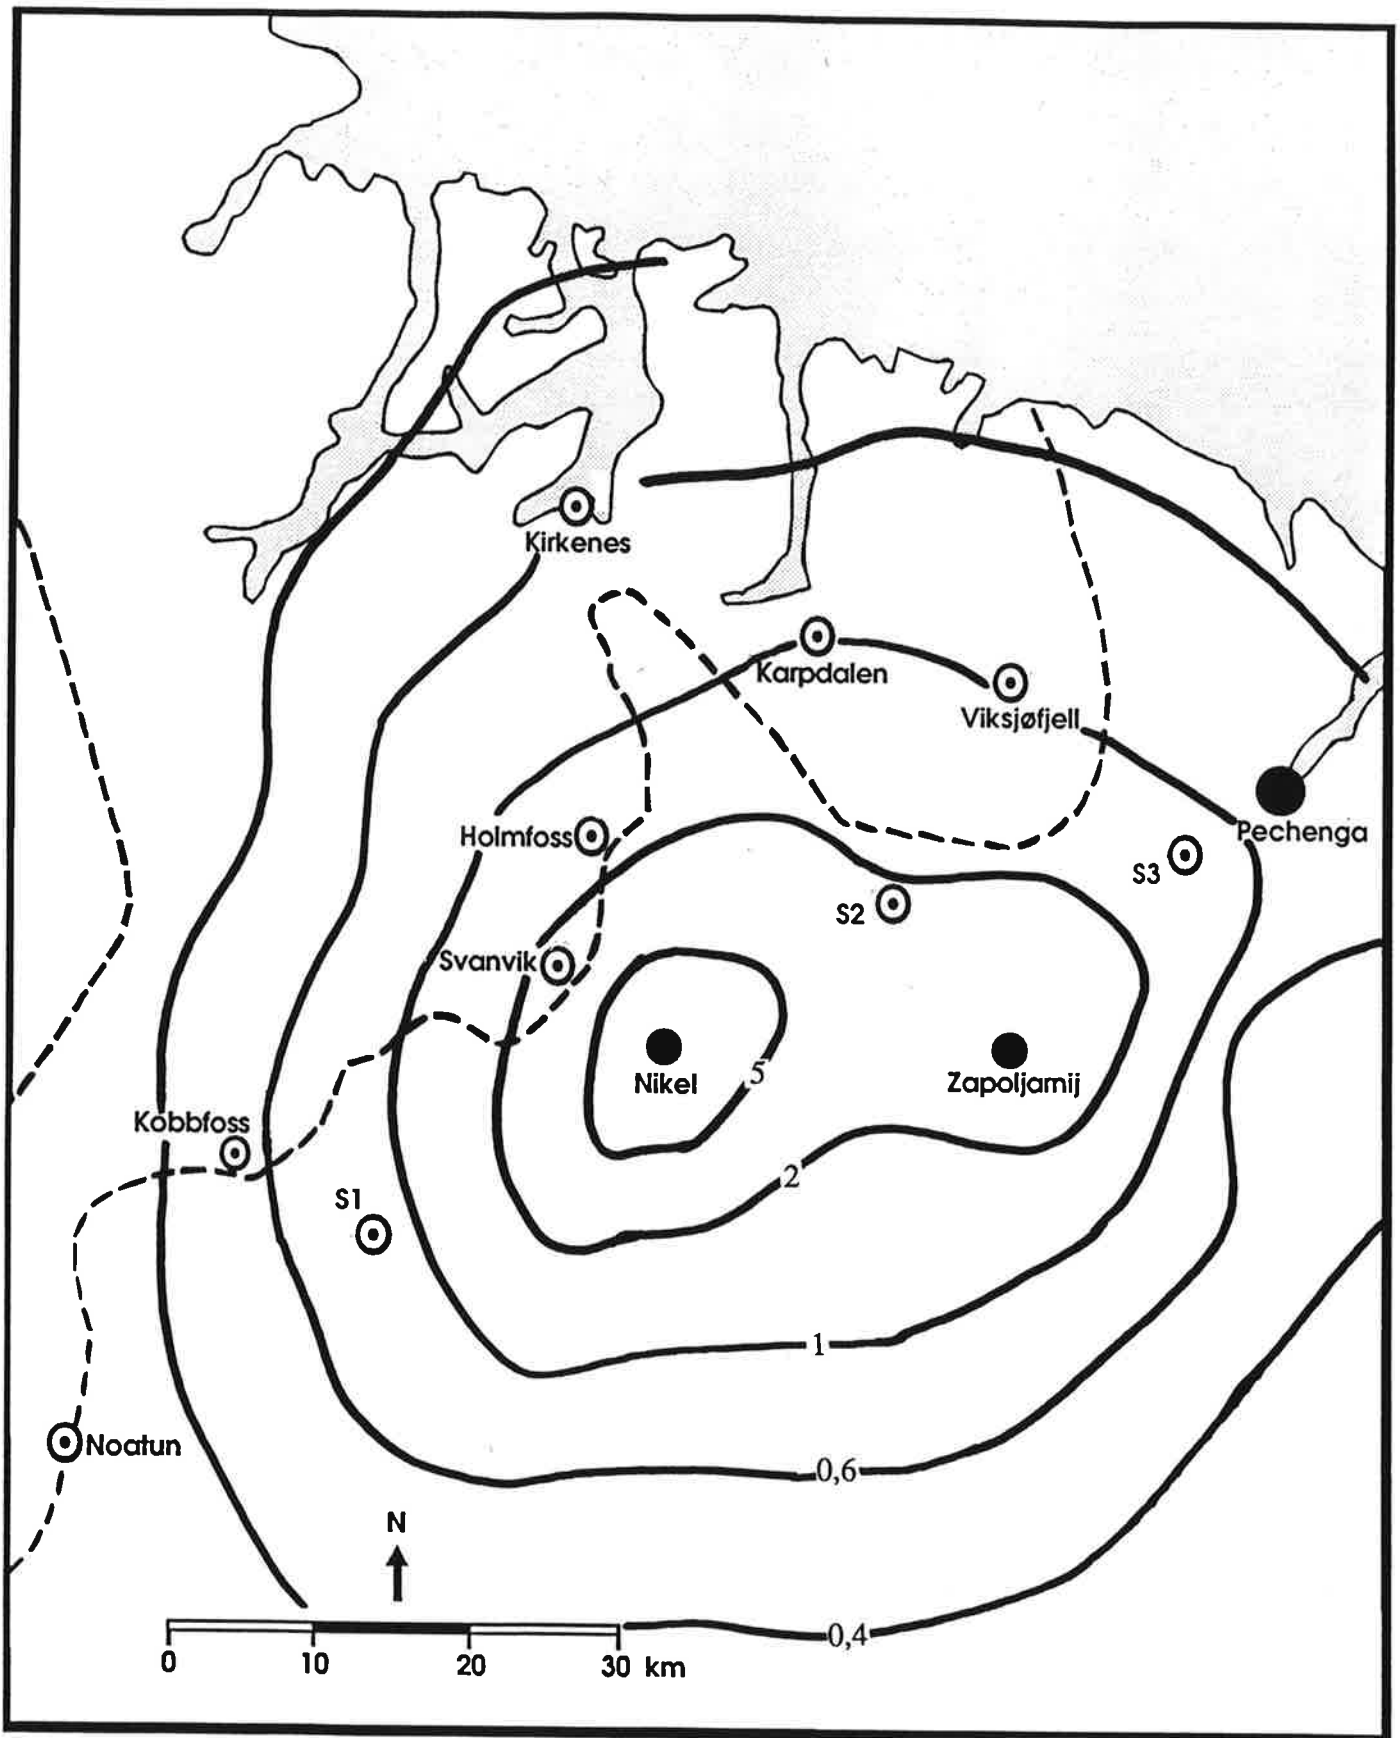 Kirkenes
Karpdalen
Viksjøfjell
Holmfoss
Pechenga
S3
S2
Svanvik
Nikel
5
Zapoljarnij
Kobbfoss
2
S1
1
Noatun
0,6
N
0,4
0 10 20 30 km